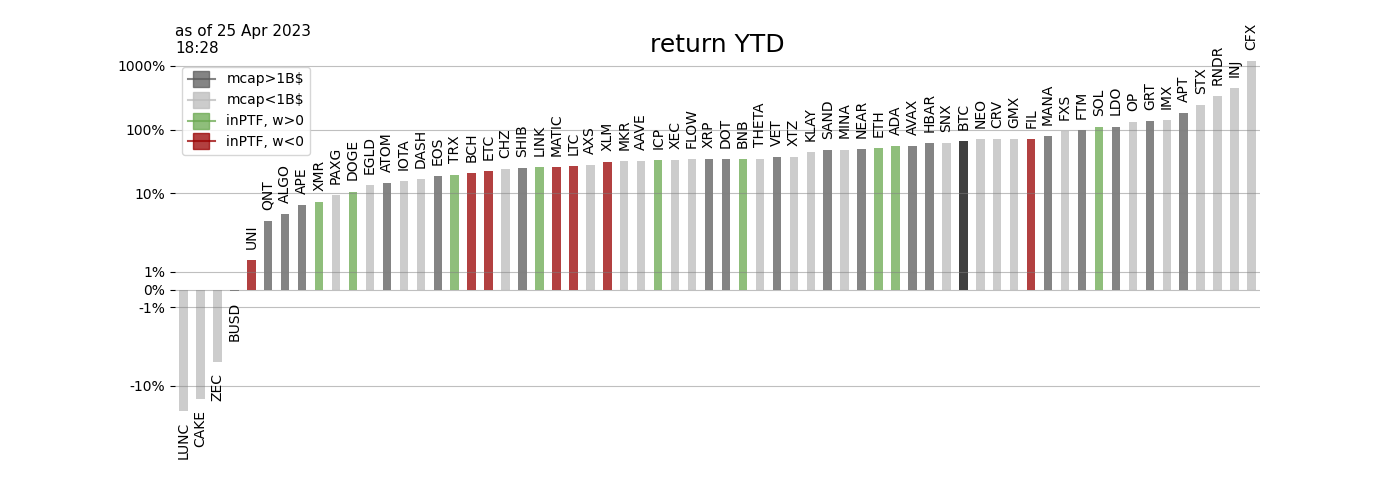 as of 25 Apr 2023
18:28
return YTD
mcap>1B$
mcap<1B$
inPTF, w>0
inPTF, w<0
1000%
100%
10%
1%
0%
-1%
-10%
LUNC
CAKE
ZEC
BUSD
UNI
QNT
ALGO
APE
XMR
PAXG
DOGE
EGLD
ATOM
IOTA
DASH
EOS
TRX
BCH
ETC
CHZ
SHIB
LINK
MATIC
LTC
AXS
XLM
MKR
AAVE
ICP
XEC
FLOW
XRP
DOT
BNB
THETA
VET
XTZ
KLAY
SAND
MINA
NEAR
ETH
ADA
AVAX
HBAR
SNX
BTC
NEO
CRV
GMX
FIL
MANA
FXS
FTM
SOL
LDO
OP
GRT
IMX
APT
STX
RNDR
INJ
CFX